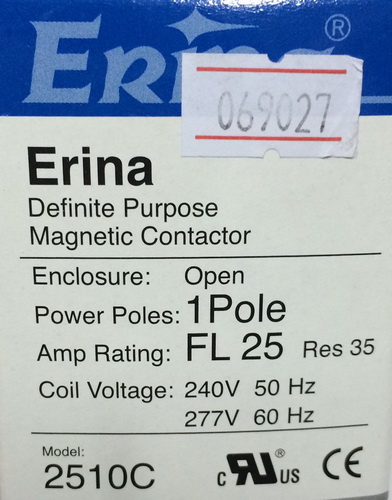 Erina®
069027
Erina
Definite Purpose
Magnetic Contactor
Enclosure: Open
Power Poles: 1Pole
Amp Rating: FL 25 Res 35
Coil Voltage: 240V 50 Hz
277V 60 Hz
Model:
2510C
c RU® US CE